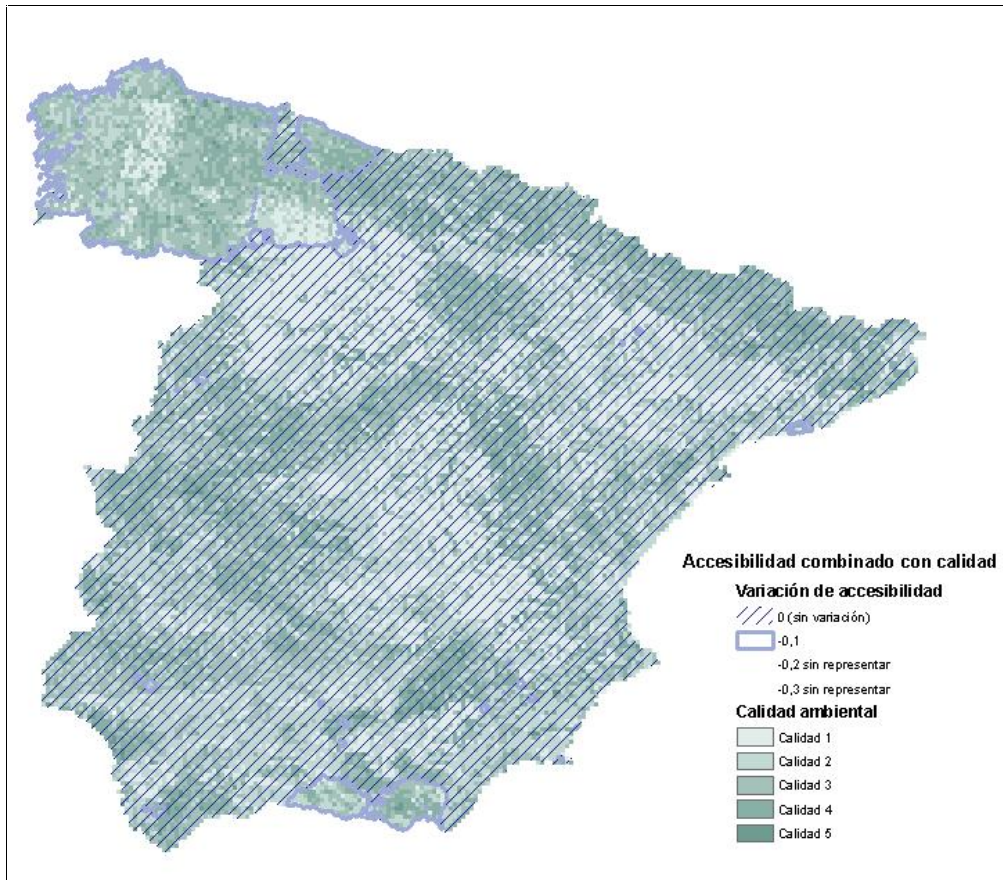 Accesibilidad combinado con calidad
Variación de accesibilidad
0 (sin variación)
-0,1
-0,2 sin representar
-0,3 sin representar
Calidad ambiental
Calidad 1
Calidad 2
Calidad 3
Calidad 4
Calidad 5